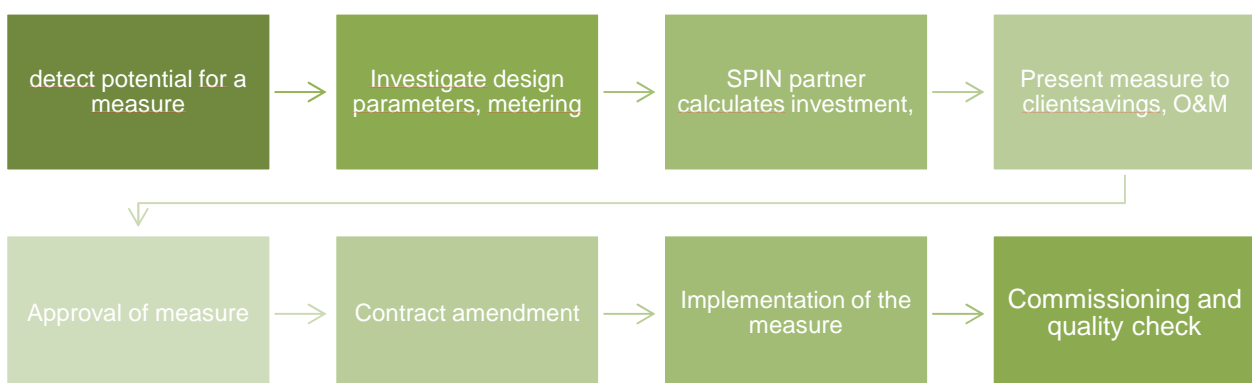 detect potential for a
measure
Investigate design
parameters, metering
SPIN partner
calculates investment,
Present measure to
clientsavings, O&M
Approval of measure
Contract amendment
Implementation of the
measure
Commissioning and
quality check